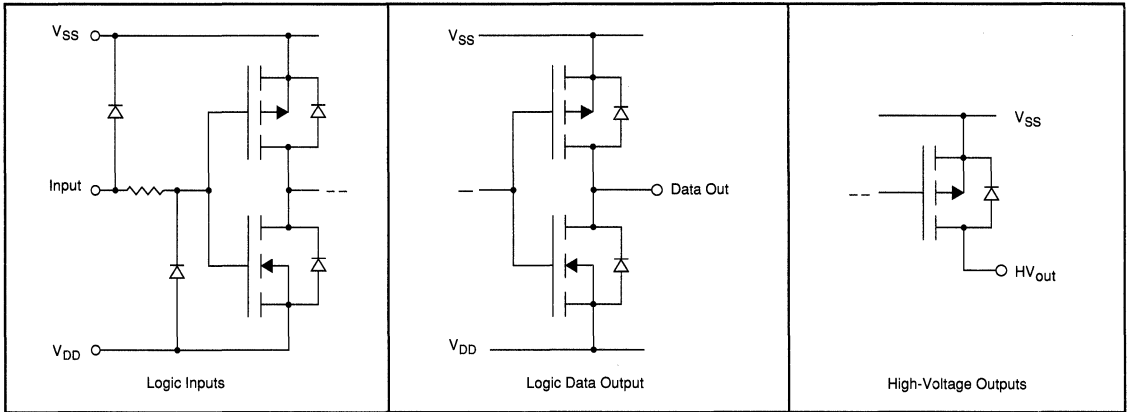 VSS
Input
VDD
Logic Inputs
VSS
Data Out
VDD
Logic Data Output
VSS
HVout
High-Voltage Outputs